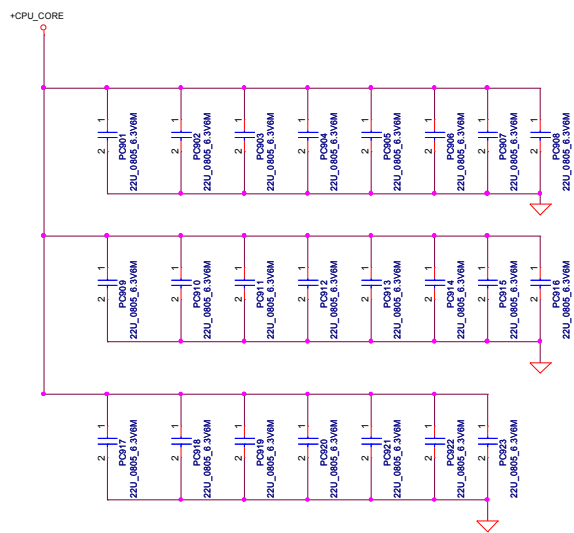 +CPU_CORE
1
2
PC901
22U_0805_6.3V6M
1
2
PC902
22U_0805_6.3V6M
1
2
PC903
22U_0805_6.3V6M
1
2
PC904
22U_0805_6.3V6M
1
2
PC905
22U_0805_6.3V6M
1
2
PC906
22U_0805_6.3V6M
1
2
PC907
22U_0805_6.3V6M
1
2
PC908
22U_0805_6.3V6M
1
2
PC909
22U_0805_6.3V6M
1
2
PC910
22U_0805_6.3V6M
1
2
PC911
22U_0805_6.3V6M
1
2
PC912
22U_0805_6.3V6M
1
2
PC913
22U_0805_6.3V6M
1
2
PC914
22U_0805_6.3V6M
1
2
PC915
22U_0805_6.3V6M
1
2
PC916
22U_0805_6.3V6M
1
2
PC917
22U_0805_6.3V6M
1
2
PC918
22U_0805_6.3V6M
1
2
PC919
22U_0805_6.3V6M
1
2
PC920
22U_0805_6.3V6M
1
2
PC921
22U_0805_6.3V6M
1
2
PC922
22U_0805_6.3V6M
1
2
PC923
22U_0805_6.3V6M